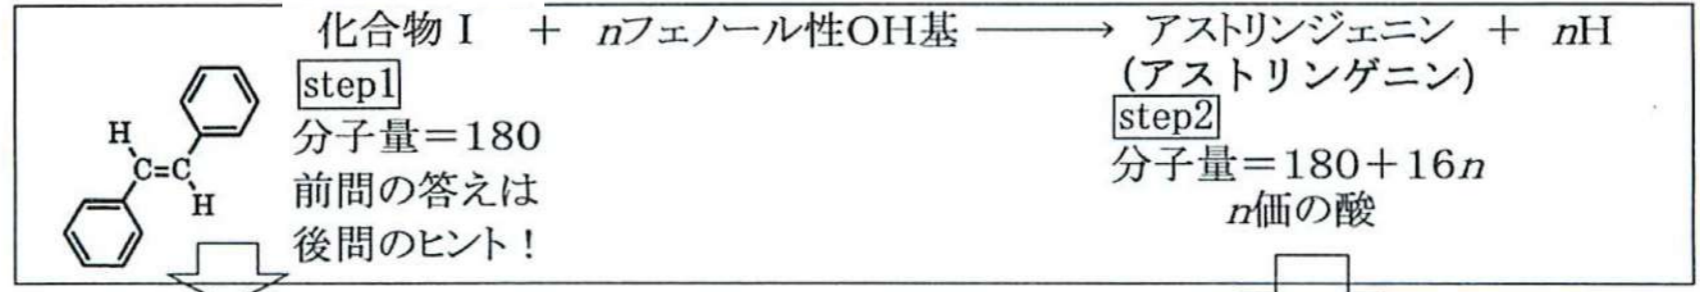 化合物 I + nフェノール性OH基 ⟶ アストリンジェニン + nH
(アストリンゲニン)
step1
分子量=180
前問の答えは
後問のヒント!
step2
分子量=180+16n
n価の酸
H
C=C
H